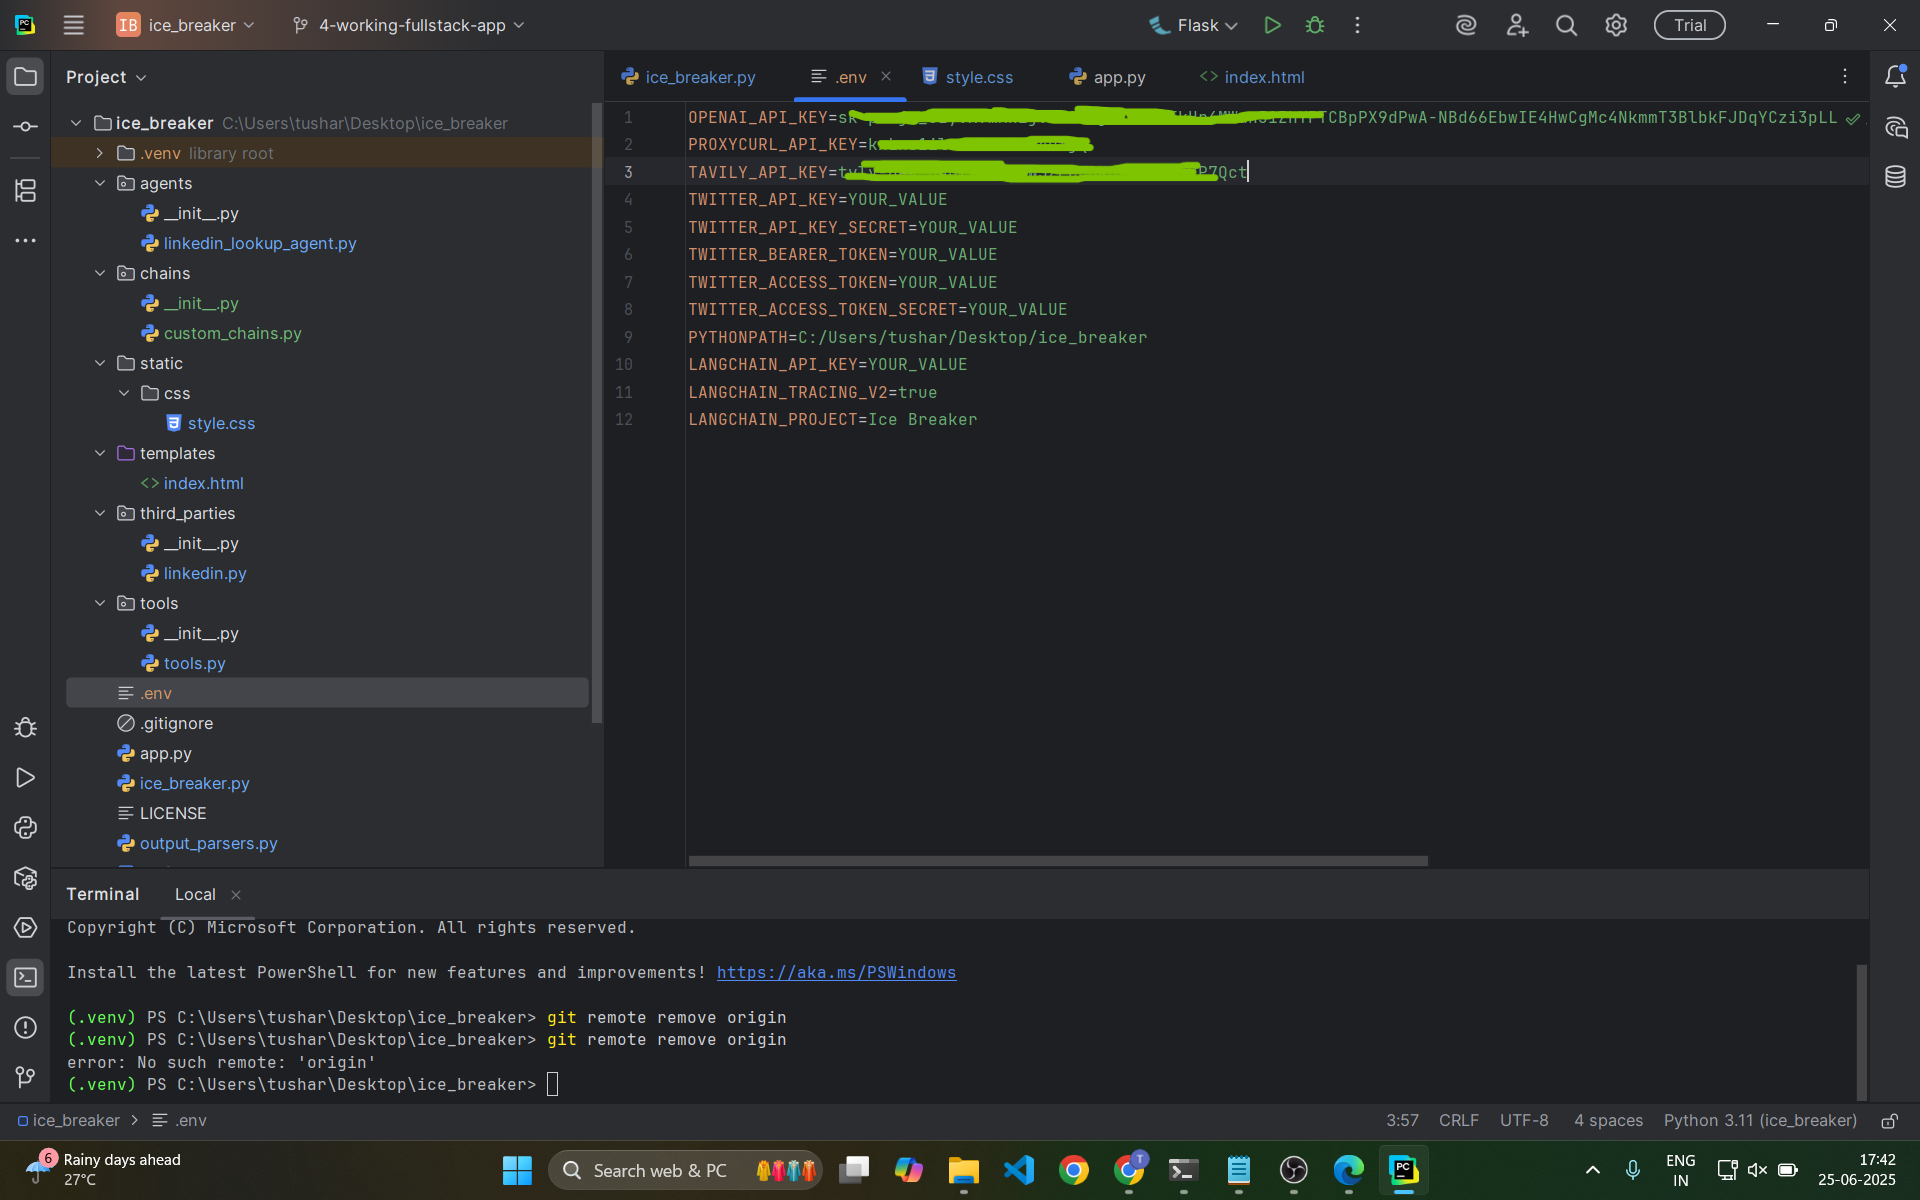 IB ice_breaker
4-working-fullstack-app
Flask
Trial
Project
ice_breaker.py
.env
style.css
app.py
index.html
ice_breaker C:\Users\tushar\Desktop\ice_breaker
.venv library root
agents
__init__.py
linkedin_lookup_agent.py
chains
__init__.py
custom_chains.py
static
css
style.css
templates
index.html
third_parties
__init__.py
linkedin.py
tools
__init__.py
tools.py
.env
.gitignore
app.py
ice_breaker.py
LICENSE
output_parsers.py
1 OPENAI_API_KEY=
2 PROXYCURL_API_KEY=
3 TAVILY_API_KEY=
4 TWITTER_API_KEY=YOUR_VALUE
5 TWITTER_API_KEY_SECRET=YOUR_VALUE
6 TWITTER_BEARER_TOKEN=YOUR_VALUE
7 TWITTER_ACCESS_TOKEN=YOUR_VALUE
8 TWITTER_ACCESS_TOKEN_SECRET=YOUR_VALUE
9 PYTHONPATH=C:/Users/tushar/Desktop/ice_breaker
10 LANGCHAIN_API_KEY=YOUR_VALUE
11 LANGCHAIN_TRACING_V2=true
12 LANGCHAIN_PROJECT=Ice Breaker
Terminal Local
Copyright (C) Microsoft Corporation. All rights reserved.
Install the latest PowerShell for new features and improvements! https://aka.ms/PSWindows
(.venv) PS C:\Users\tushar\Desktop\ice_breaker> git remote remove origin
(.venv) PS C:\Users\tushar\Desktop\ice_breaker> git remote remove origin
error: No such remote: 'origin'
(.venv) PS C:\Users\tushar\Desktop\ice_breaker>
ice_breaker > .env
3:57 CRLF UTF-8 4 spaces Python 3.11 (ice_breaker)
6
Rainy days ahead
27°C
Search web & PC
T
PC
ENG
IN
17:42
25-06-2025